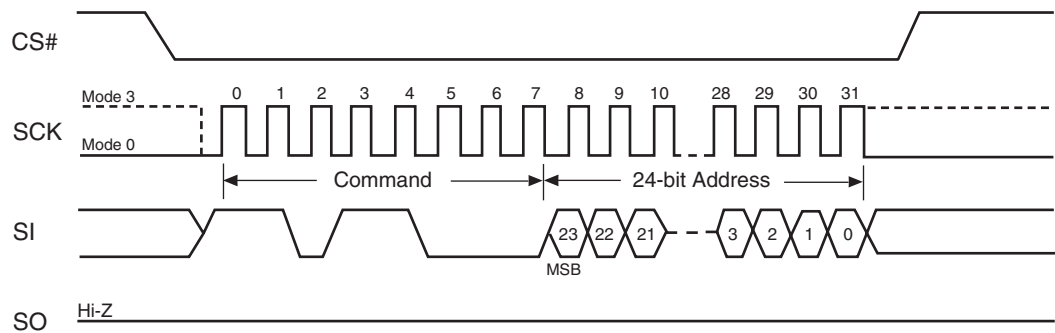 CS#
Mode 3
0 1 2 3 4 5 6 7 8 9 10 28 29 30 31
SCK
Mode 0
Command 24-bit Address
SI 23 22 21 3 2 1 0
MSB
Hi-Z
SO